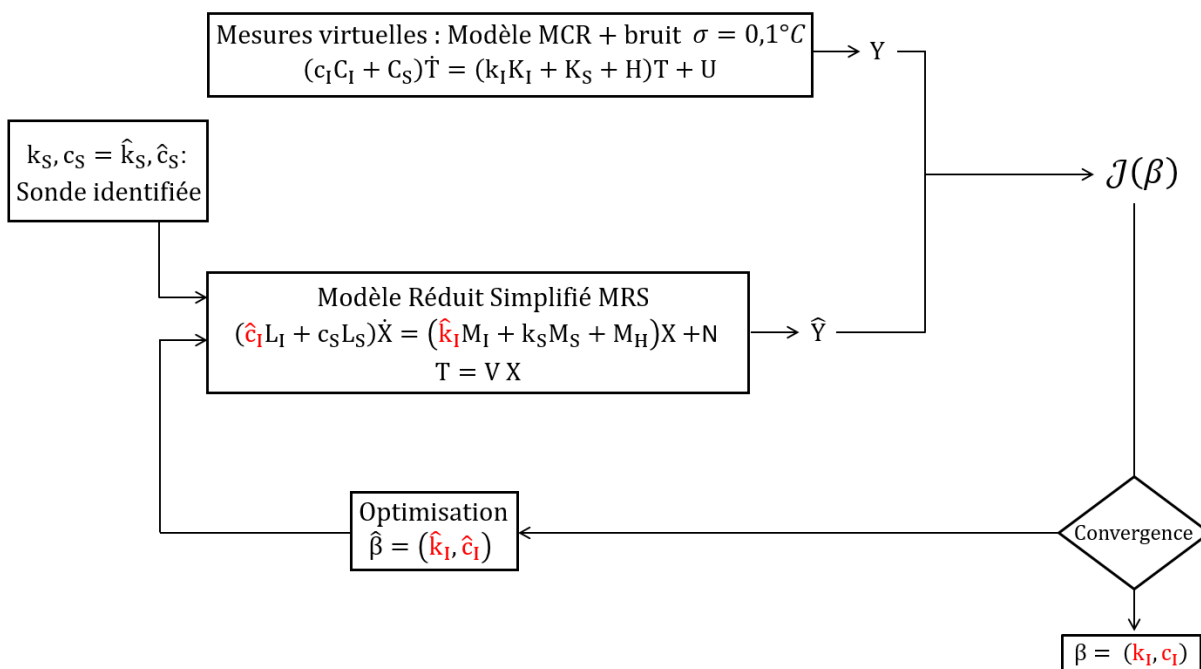 Mesures virtuelles : Modèle MCR + bruit σ = 0,1°C
(c_I C_I + C_S)Ṫ = (k_I K_I + K_S + H)T + U
Y
k_S, c_S = k̂_S, ĉ_S:
Sonde identifiée
𝒥(β)
Modèle Réduit Simplifié MRS
(ĉ_I L_I + c_S L_S)Ẋ = (k̂_I M_I + k_S M_S + M_H)X + N
T = V X
Ŷ
Optimisation
β̂ = (k̂_I, ĉ_I)
Convergence
β = (k_I, c_I)